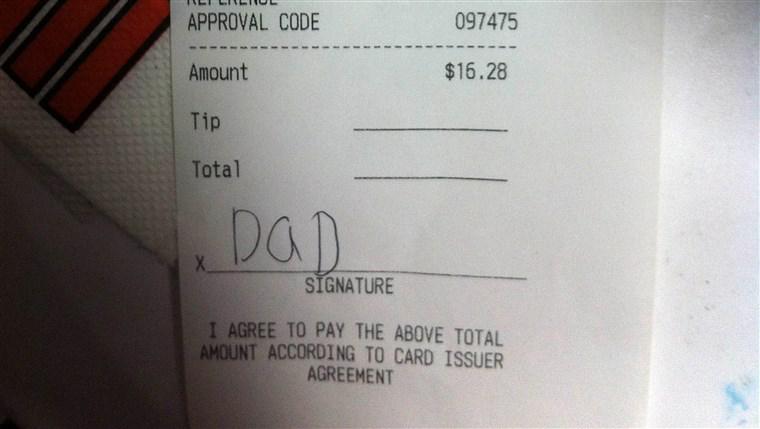 REFERENCE
APPROVAL CODE 097475
Amount $16.28
Tip
Total
X DaD
SIGNATURE
I AGREE TO PAY THE ABOVE TOTAL
AMOUNT ACCORDING TO CARD ISSUER
AGREEMENT